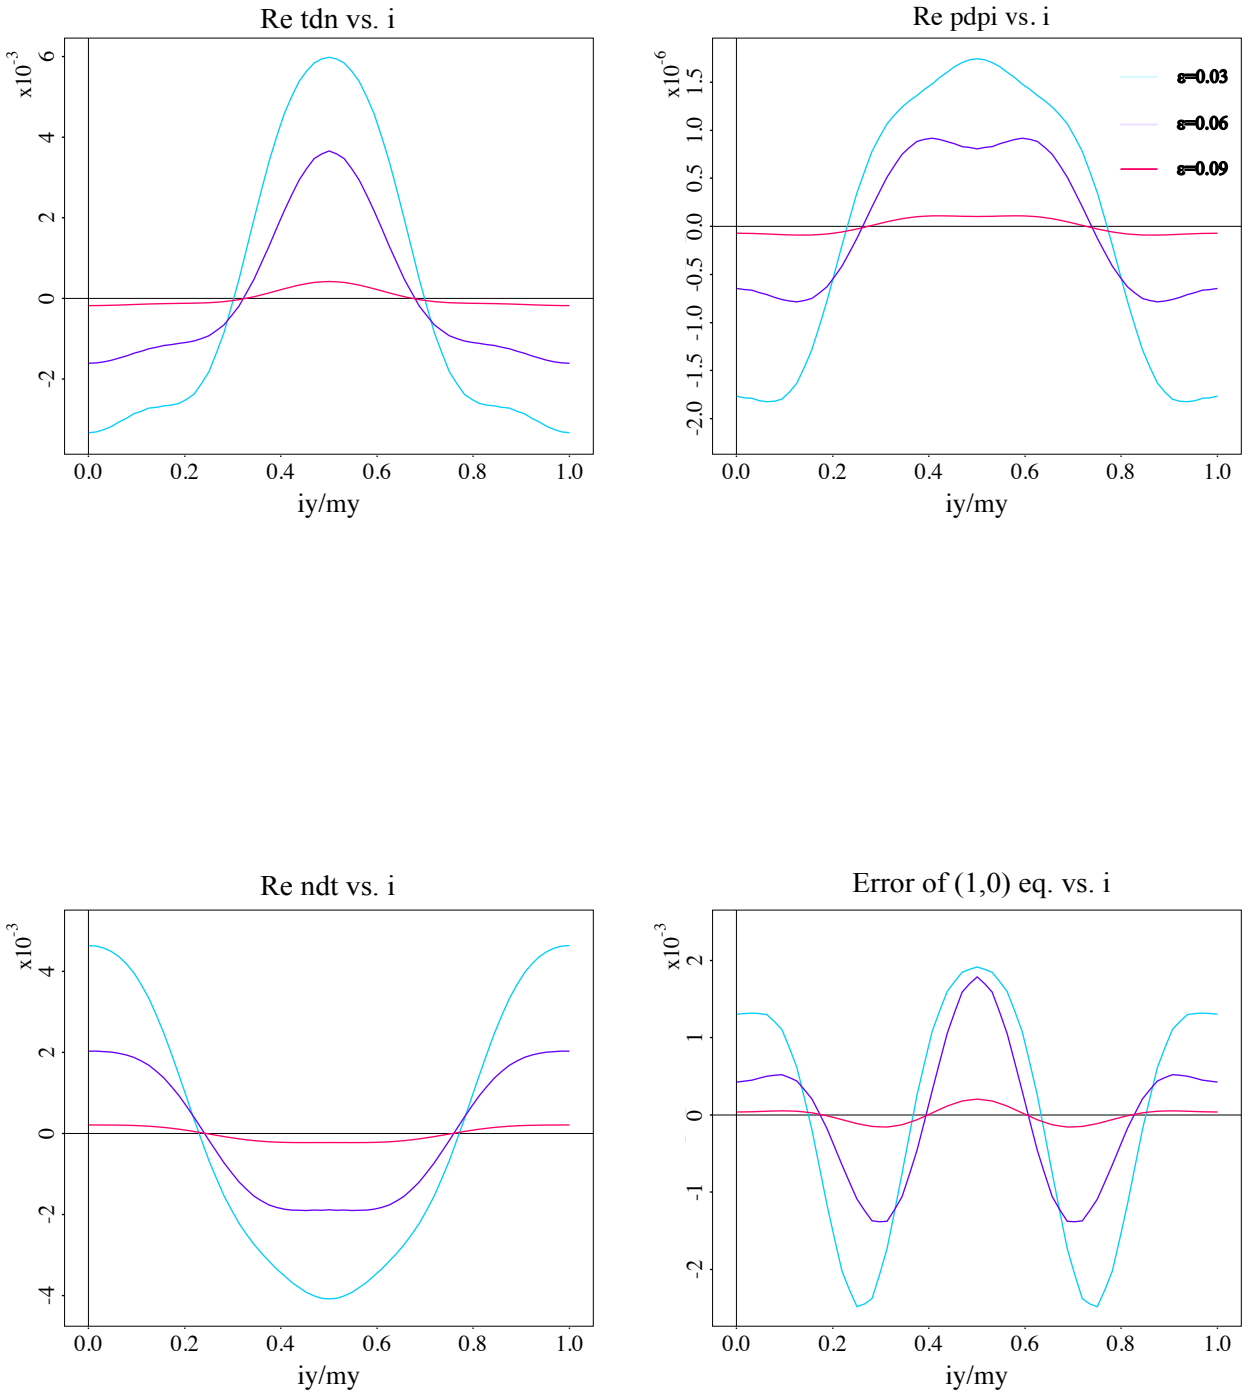 Re tdn vs. i
x10⁻³
6
4
2
0
-2
0.0 0.2 0.4 0.6 0.8 1.0
iy/my
Re pdpi vs. i
x10⁻⁶
1.5
1.0
0.5
0.0
-0.5
-1.0
-1.5
-2.0
ε=0.03
ε=0.06
ε=0.09
0.0 0.2 0.4 0.6 0.8 1.0
iy/my
Re ndt vs. i
x10⁻³
4
2
0
-2
-4
0.0 0.2 0.4 0.6 0.8 1.0
iy/my
Error of (1,0) eq. vs. i
x10⁻³
2
1
0
-1
-2
0.0 0.2 0.4 0.6 0.8 1.0
iy/my